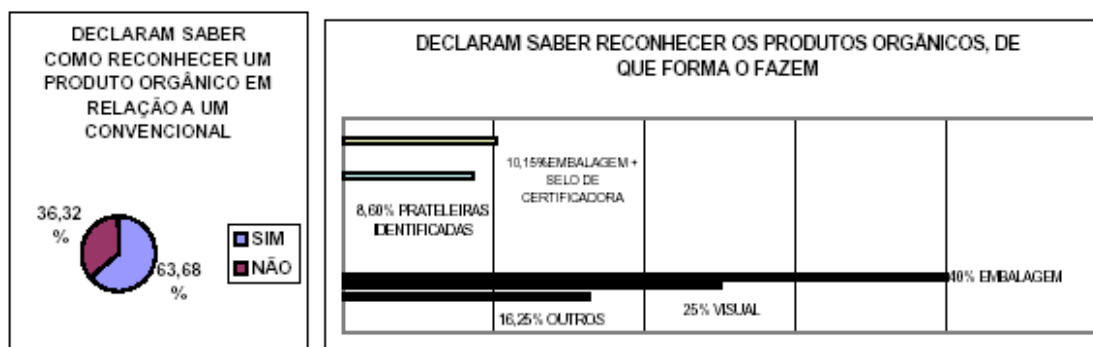 DECLARAM SABER
COMO RECONHECER UM
PRODUTO ORGÂNICO EM
RELAÇÃO A UM
CONVENCIONAL
36,32
%
63,68
%
SIM
NÃO
DECLARAM SABER RECONHECER OS PRODUTOS ORGÂNICOS, DE
QUE FORMA O FAZEM
10,15%EMBALAGEM +
SELO DE
CERTIFICADORA
8,60% PRATELEIRAS
IDENTIFICADAS
40% EMBALAGEM
25% VISUAL
16,25% OUTROS